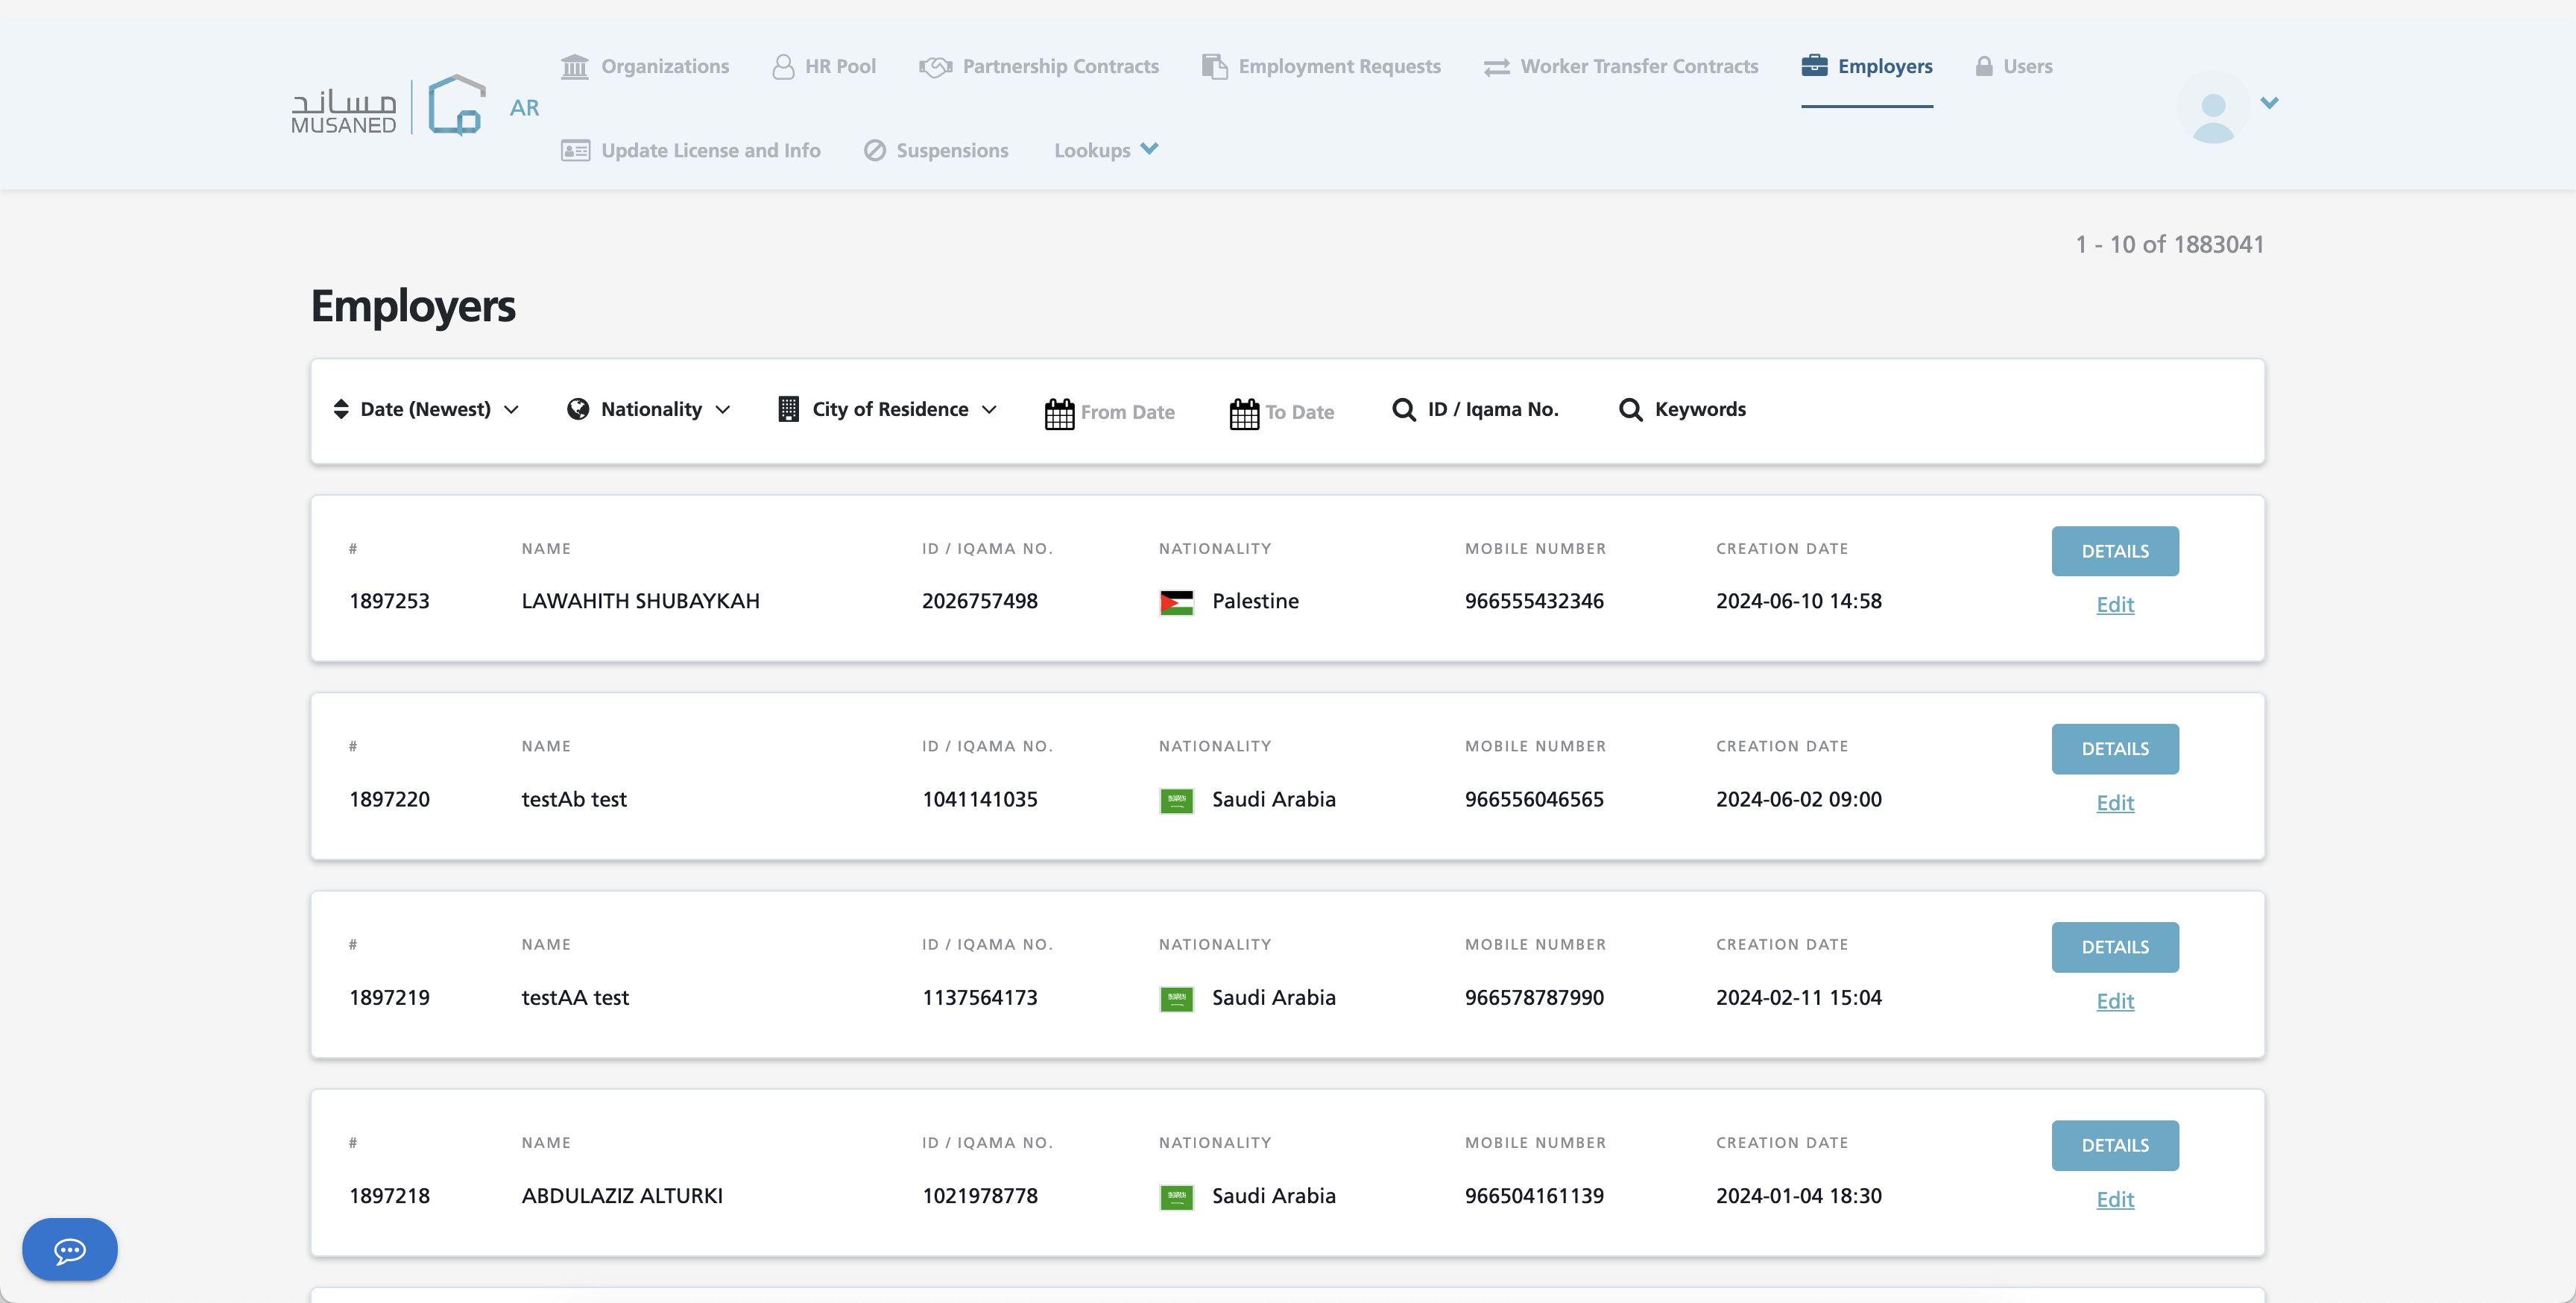 مساند
MUSANED
AR
Organizations
HR Pool
Partnership Contracts
Employment Requests
Worker Transfer Contracts
Employers
Users
Update License and Info
Suspensions
Lookups
1 - 10 of 1883041
Employers
Date (Newest)
Nationality
City of Residence
From Date
To Date
ID / Iqama No.
Keywords
# NAME ID / IQAMA NO. NATIONALITY MOBILE NUMBER CREATION DATE DETAILS
1897253 LAWAHITH SHUBAYKAH 2026757498 Palestine 966555432346 2024-06-10 14:58 Edit
# NAME ID / IQAMA NO. NATIONALITY MOBILE NUMBER CREATION DATE DETAILS
1897220 testAb test 1041141035 Saudi Arabia 966556046565 2024-06-02 09:00 Edit
# NAME ID / IQAMA NO. NATIONALITY MOBILE NUMBER CREATION DATE DETAILS
1897219 testAA test 1137564173 Saudi Arabia 966578787990 2024-02-11 15:04 Edit
# NAME ID / IQAMA NO. NATIONALITY MOBILE NUMBER CREATION DATE DETAILS
1897218 ABDULAZIZ ALTURKI 1021978778 Saudi Arabia 966504161139 2024-01-04 18:30 Edit